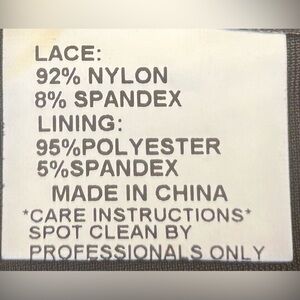 LACE:
92% NYLON
8% SPANDEX
LINING:
95%POLYESTER
5%SPANDEX
MADE IN CHINA
*CARE INSTRUCTIONS*
SPOT CLEAN BY
PROFESSIONALS ONLY